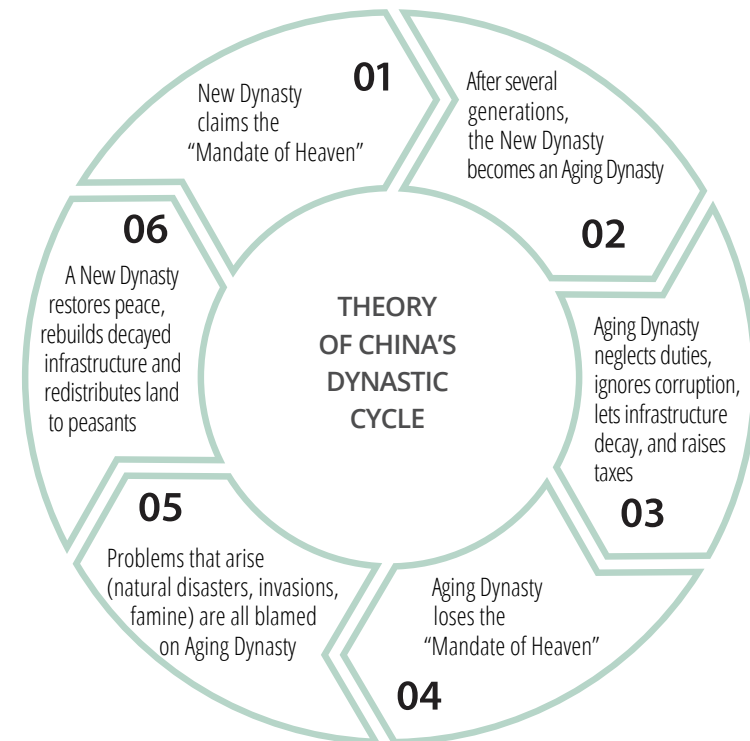 THEORY
OF CHINA'S
DYNASTIC
CYCLE
01
New Dynasty
claims the
“Mandate of Heaven”
After several
generations,
the New Dynasty
becomes an Aging Dynasty
02
Aging Dynasty
neglects duties,
ignores corruption,
lets infrastructure
decay, and raises
taxes
03
Aging Dynasty
loses the
“Mandate of Heaven”
04
05
Problems that arise
(natural disasters, invasions,
famine) are all blamed
on Aging Dynasty
06
A New Dynasty
restores peace,
rebuilds decayed
infrastructure and
redistributes land
to peasants